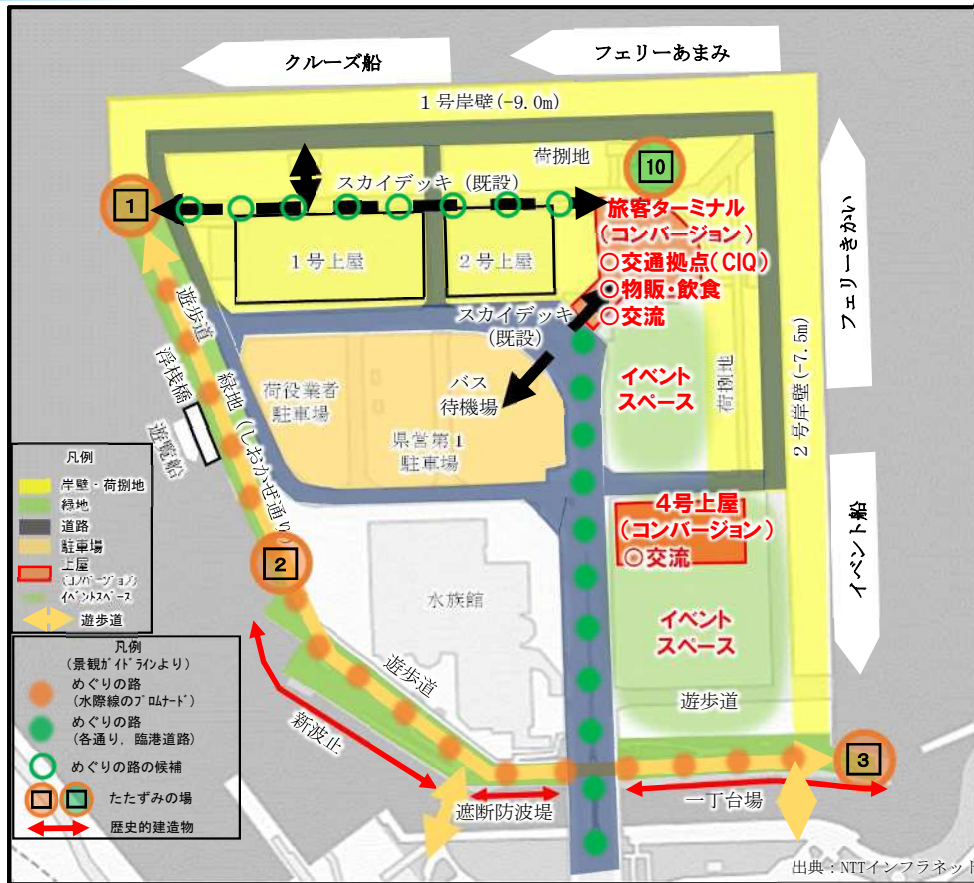 クルーズ船
フェリーあまみ
1号岸壁(-9.0m)
荷捌地
10
スカイデッキ(既設)
1
旅客ターミナル
(コンバージョン)
○交通拠点(CIQ)
○物販・飲食
○交流
1号上屋
2号上屋
フェリーきかい
スカイデッキ
(既設)
遊歩道
浮桟橋
緑地(しおかぜ通り)
遊覧船
荷役業者
駐車場
バス
待機場
イベント
スペース
荷捌地
2号岸壁(-7.5m)
県営第1
駐車場
凡例
岸壁・荷捌地
緑地
道路
駐車場
上屋
(コンバージョン)
イベントスペース
遊歩道
4号上屋
(コンバージョン)
○交流
イベント船
2
水族館
イベント
スペース
遊歩道
遊歩道
新波止
3
遮断防波堤
一丁台場
凡例
(景観ガイドラインより)
めぐりの路
(水際線のプロムナード)
めぐりの路
(各通り,臨港道路)
めぐりの路の候補
たたずみの場
歴史的建造物
出典:NTTインフラネット